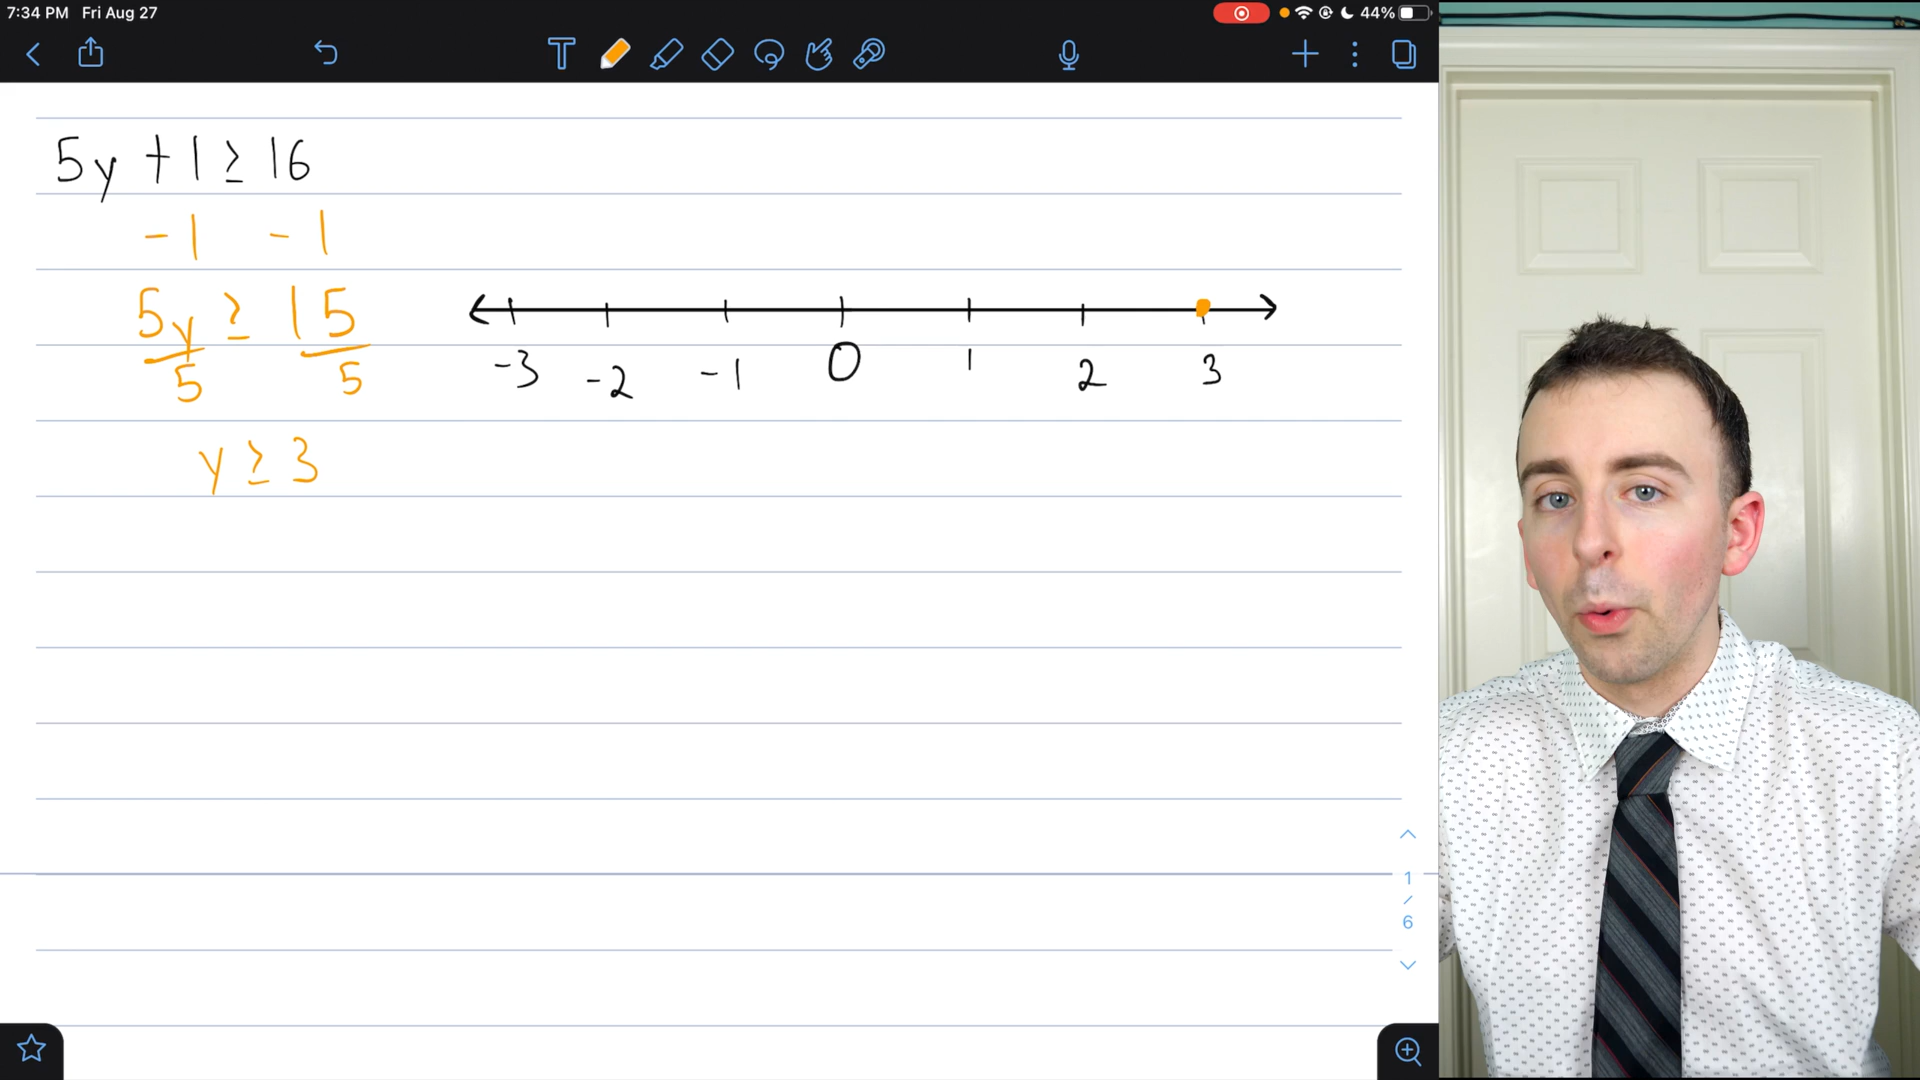 7:34 PM Fri Aug 27
44%
T
5y + 1 ≥ 16
- 1 - 1
5y ≥ 15
5 5
y ≥ 3
-3 -2 -1 0 1 2 3
1
/
6